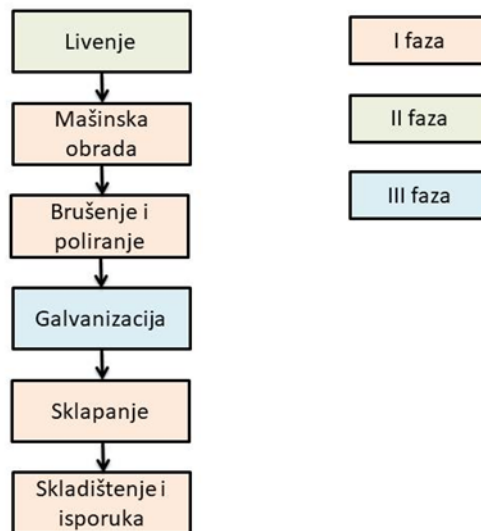 Livenje
Mašinska
obrada
Brušenje i
poliranje
Galvanizacija
Sklapanje
Skladištenje i
isporuka
I faza
II faza
III faza